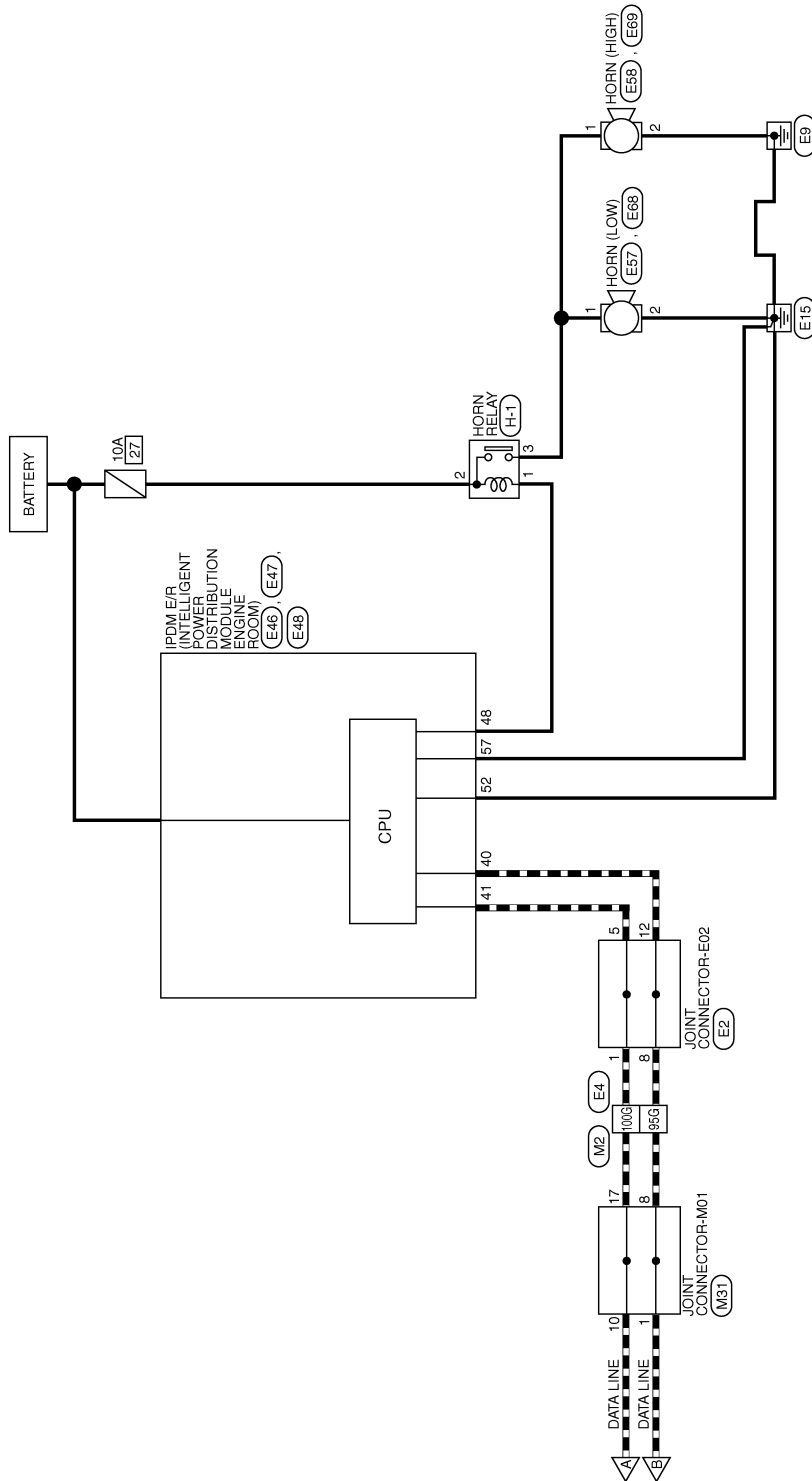 BATTERY
10A
27
IPDM E/R
(INTELLIGENT
POWER
DISTRIBUTION
MODULE
ENGINE
ROOM)
E46 , E47 ,
E48
CPU
41
40
52
57
48
HORN
RELAY
H-1
2
1
3
HORN (LOW)
E57 , E68
1
2
HORN (HIGH)
E58 , E69
1
2
E15
E9
A
DATA LINE
10
17
B
DATA LINE
1
8
JOINT
CONNECTOR-M01
M31
M2
E4
100G
95G
1
5
8
12
JOINT
CONNECTOR-E02
E2